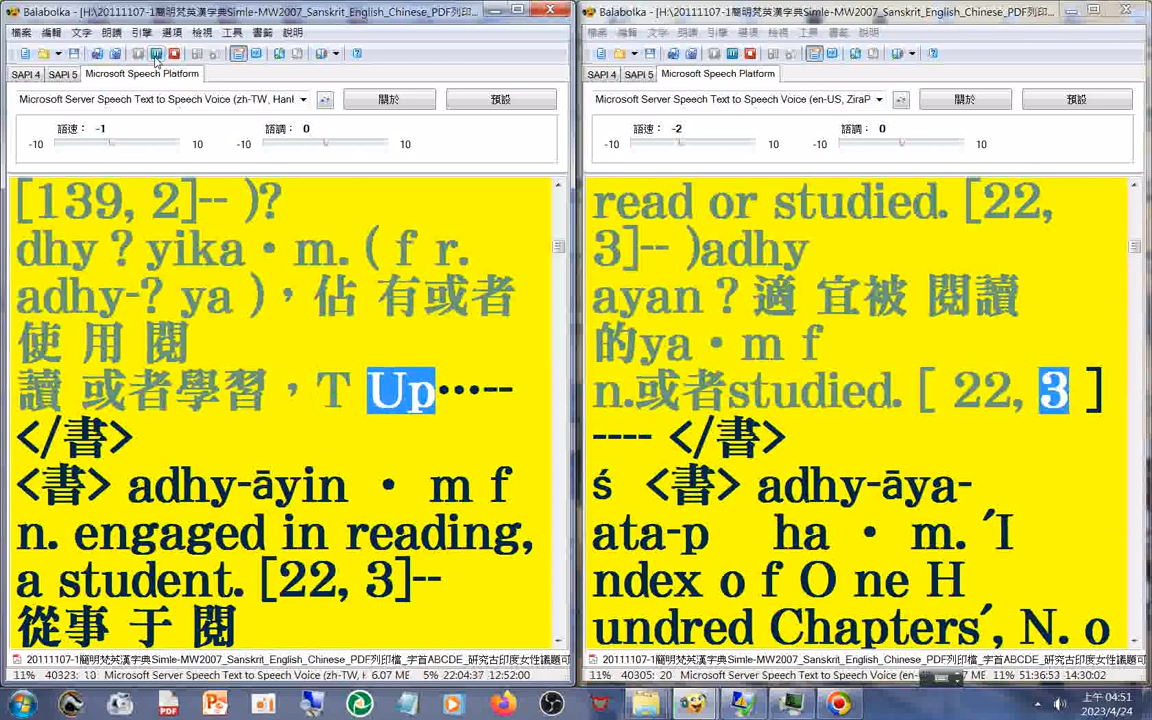 Balabolka - [H:\20111107-1簡明梵英漢字典Simle-MW2007_Sanskrit_English_Chinese_PDF列印...
檔案 編輯 文字 朗讀 引擎 選項 檢視 工具 書籤 說明
SAPI 4 SAPI 5 Microsoft Speech Platform
Microsoft Server Speech Text to Speech Voice (zh-TW, Han 關於 預設
語速： -1 語調： 0
-10 10 -10 10
[139, 2]-- )?
dhy ? yika • m. ( f r.
adhy-? ya )，佔 有或者
使 用 閱
讀 或者學習，T Up…--
</書>
<書> adhy-āyin • m f
n. engaged in reading,
a student. [22, 3]--
從事 于 閱
20111107-1簡明梵英漢字典Simle-MW2007_Sanskrit_English_Chinese_PDF列印檔_字首ABCDE_研究古印度女性議題可
11% 40323: 10 Microsoft Server Speech Text to Speech Voice (zh-TW, H 6.07 ME 5% 22:04:37 12:52:00
Balabolka - [H:\20111107-1簡明梵英漢字典Simle-MW2007_Sanskrit_English_Chinese_PDF列印...
檔案 編輯 文字 朗讀 引擎 選項 檢視 工具 書籤 說明
SAPI 4 SAPI 5 Microsoft Speech Platform
Microsoft Server Speech Text to Speech Voice (en-US, ZiraP 關於 預設
語速： -2 語調： 0
-10 10 -10 10
read or studied. [22,
3]-- )adhy
ayan ? 適 宜被 閱讀
的ya • m f
n.或者studied. [ 22, 3 ]
---- </書>
ś <書> adhy-āya-
ata-p ha • m. ′I
ndex o f O ne H
undred Chapters′, N. o
20111107-1簡明梵英漢字典Simle-MW2007_Sanskrit_English_Chinese_PDF列印檔_字首ABCDE_研究古印度女性議題可
11% 40305: 20 Microsoft Server Speech Text to Speech Voice (en-11% 51:36:53 14:30:02
上午 04:51
2023/4/24